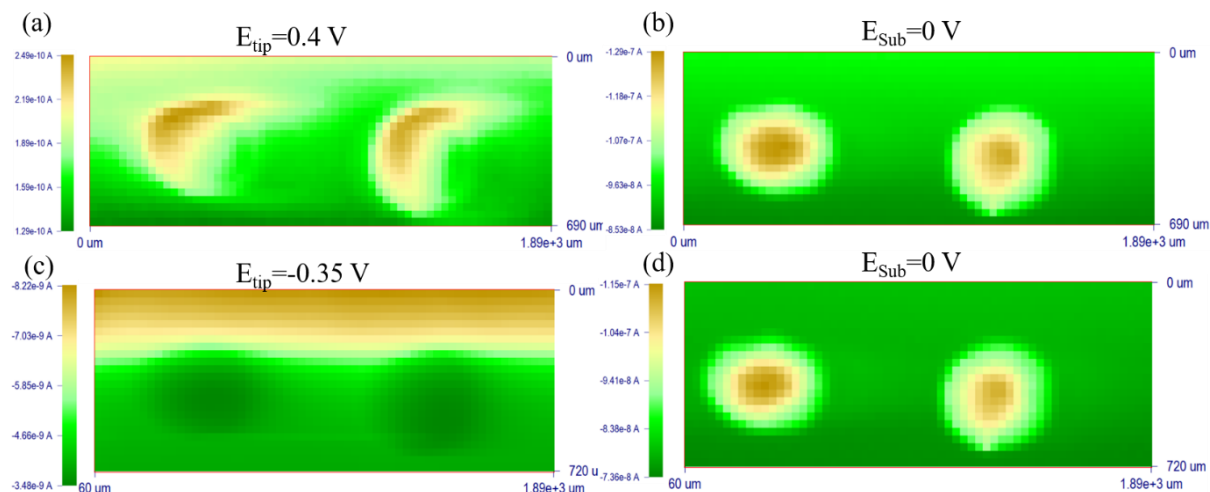 (a)
E_tip=0.4 V
2.49e-10 A
2.19e-10 A
1.89e-10 A
1.59e-10 A
1.29e-10 A
0 um
690 um
0 um
1.89e+3 um
(b)
E_Sub=0 V
-1.29e-7 A
-1.18e-7 A
-1.07e-7 A
-9.63e-8 A
-8.53e-8 A
0 um
690 um
0 um
1.89e+3 um
(c)
E_tip=-0.35 V
-8.22e-9 A
-7.03e-9 A
-5.85e-9 A
-4.66e-9 A
-3.48e-9 A
0 um
720 u
60 um
1.89e+3 um
(d)
E_Sub=0 V
-1.15e-7 A
-1.04e-7 A
-9.41e-8 A
-8.38e-8 A
-7.36e-8 A
0 um
720 um
60 um
1.89e+3 um